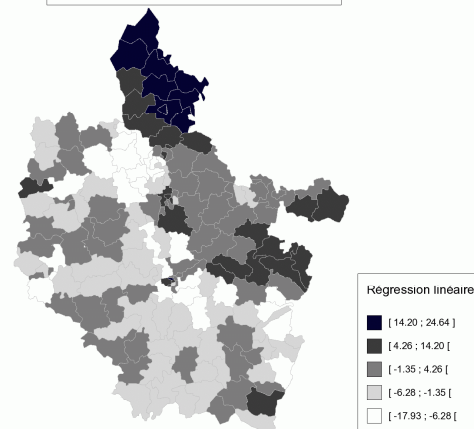 Régression linéaire
[ 14.20 ; 24.64 ]
[ 4.26 ; 14.20 [
[ -1.35 ; 4.26 [
[ -6.28 ; -1.35 [
[ -17.93 ; -6.28 [